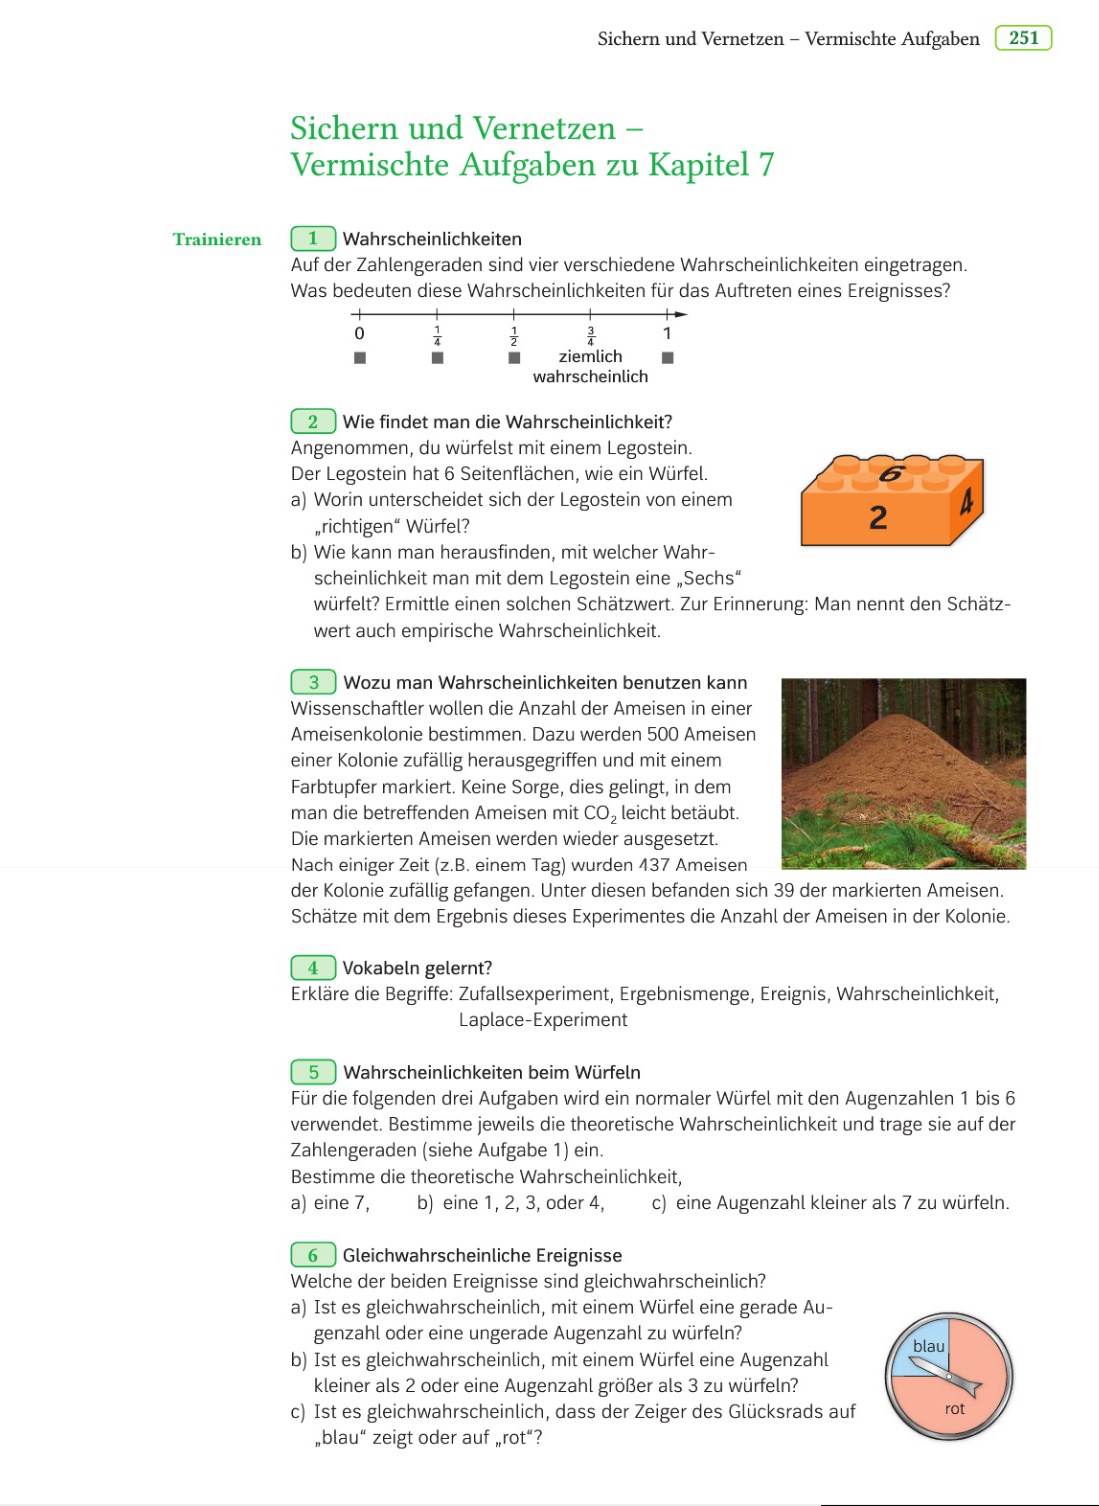 Sichern und Vernetzen – Vermischte Aufgaben 251
Sichern und Vernetzen –
Vermischte Aufgaben zu Kapitel 7
Trainieren
1 Wahrscheinlichkeiten
Auf der Zahlengeraden sind vier verschiedene Wahrscheinlichkeiten eingetragen.
Was bedeuten diese Wahrscheinlichkeiten für das Auftreten eines Ereignisses?
0 1/4 1/2 3/4 1
ziemlich
wahrscheinlich
2 Wie findet man die Wahrscheinlichkeit?
Angenommen, du würfelst mit einem Legostein.
Der Legostein hat 6 Seitenflächen, wie ein Würfel.
a) Worin unterscheidet sich der Legostein von einem
„richtigen“ Würfel?
b) Wie kann man herausfinden, mit welcher Wahr-
scheinlichkeit man mit dem Legostein eine „Sechs“
würfelt? Ermittle einen solchen Schätzwert. Zur Erinnerung: Man nennt den Schätz-
wert auch empirische Wahrscheinlichkeit.
6
2
4
3 Wozu man Wahrscheinlichkeiten benutzen kann
Wissenschaftler wollen die Anzahl der Ameisen in einer
Ameisenkolonie bestimmen. Dazu werden 500 Ameisen
einer Kolonie zufällig herausgegriffen und mit einem
Farbtupfer markiert. Keine Sorge, dies gelingt, in dem
man die betreffenden Ameisen mit CO₂ leicht betäubt.
Die markierten Ameisen werden wieder ausgesetzt.
Nach einiger Zeit (z.B. einem Tag) wurden 437 Ameisen
der Kolonie zufällig gefangen. Unter diesen befanden sich 39 der markierten Ameisen.
Schätze mit dem Ergebnis dieses Experimentes die Anzahl der Ameisen in der Kolonie.
4 Vokabeln gelernt?
Erkläre die Begriffe: Zufallsexperiment, Ergebnismenge, Ereignis, Wahrscheinlichkeit,
Laplace-Experiment
5 Wahrscheinlichkeiten beim Würfeln
Für die folgenden drei Aufgaben wird ein normaler Würfel mit den Augenzahlen 1 bis 6
verwendet. Bestimme jeweils die theoretische Wahrscheinlichkeit und trage sie auf der
Zahlengeraden (siehe Aufgabe 1) ein.
Bestimme die theoretische Wahrscheinlichkeit,
a) eine 7, b) eine 1, 2, 3, oder 4, c) eine Augenzahl kleiner als 7 zu würfeln.
6 Gleichwahrscheinliche Ereignisse
Welche der beiden Ereignisse sind gleichwahrscheinlich?
a) Ist es gleichwahrscheinlich, mit einem Würfel eine gerade Au-
genzahl oder eine ungerade Augenzahl zu würfeln?
b) Ist es gleichwahrscheinlich, mit einem Würfel eine Augenzahl
kleiner als 2 oder eine Augenzahl größer als 3 zu würfeln?
c) Ist es gleichwahrscheinlich, dass der Zeiger des Glücksrads auf
„blau“ zeigt oder auf „rot“?
blau
rot